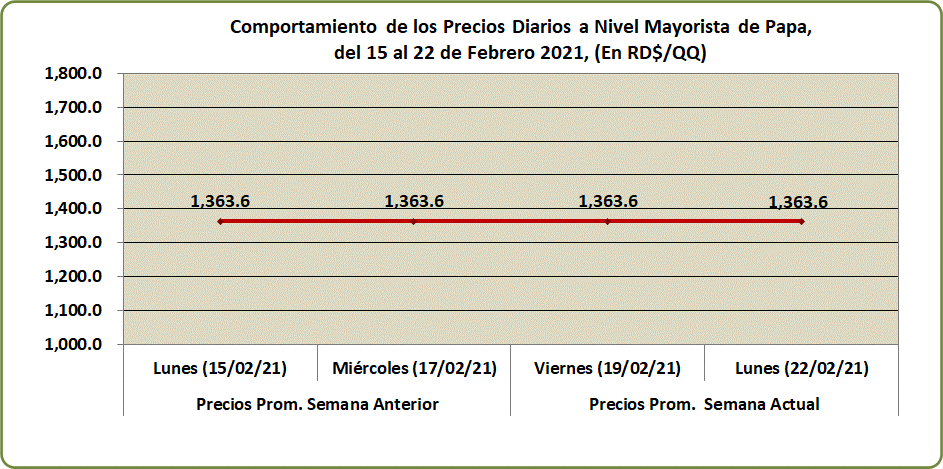 Comportamiento de los Precios Diarios a Nivel Mayorista de Papa,
del 15 al 22 de Febrero 2021, (En RD$/QQ)
1,800.0
1,700.0
1,600.0
1,500.0
1,400.0
1,300.0
1,200.0
1,100.0
1,000.0
1,363.6 1,363.6 1,363.6 1,363.6
Lunes (15/02/21) Miércoles (17/02/21) Viernes (19/02/21) Lunes (22/02/21)
Precios Prom. Semana Anterior Precios Prom. Semana Actual